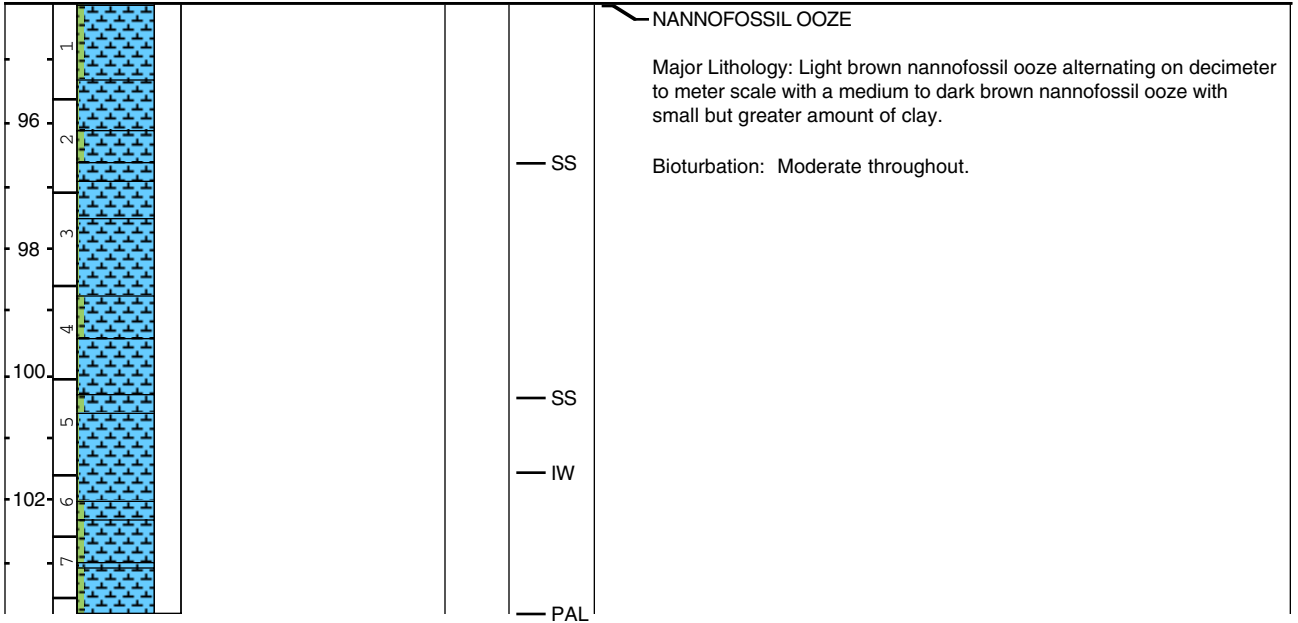 NANNOFOSSIL OOZE
Major Lithology: Light brown nannofossil ooze alternating on decimeter
to meter scale with a medium to dark brown nannofossil ooze with
small but greater amount of clay.
Bioturbation: Moderate throughout.
1
96
2
SS
3
98
4
100
SS
5
IW
102
6
7
PAL